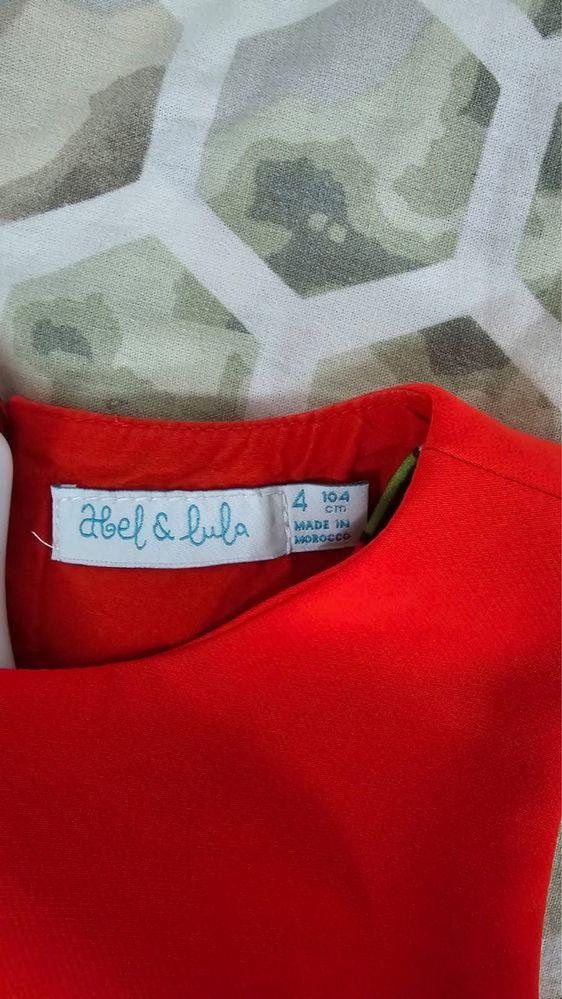 abel & lula
4 104
cm
MADE IN
MOROCCO